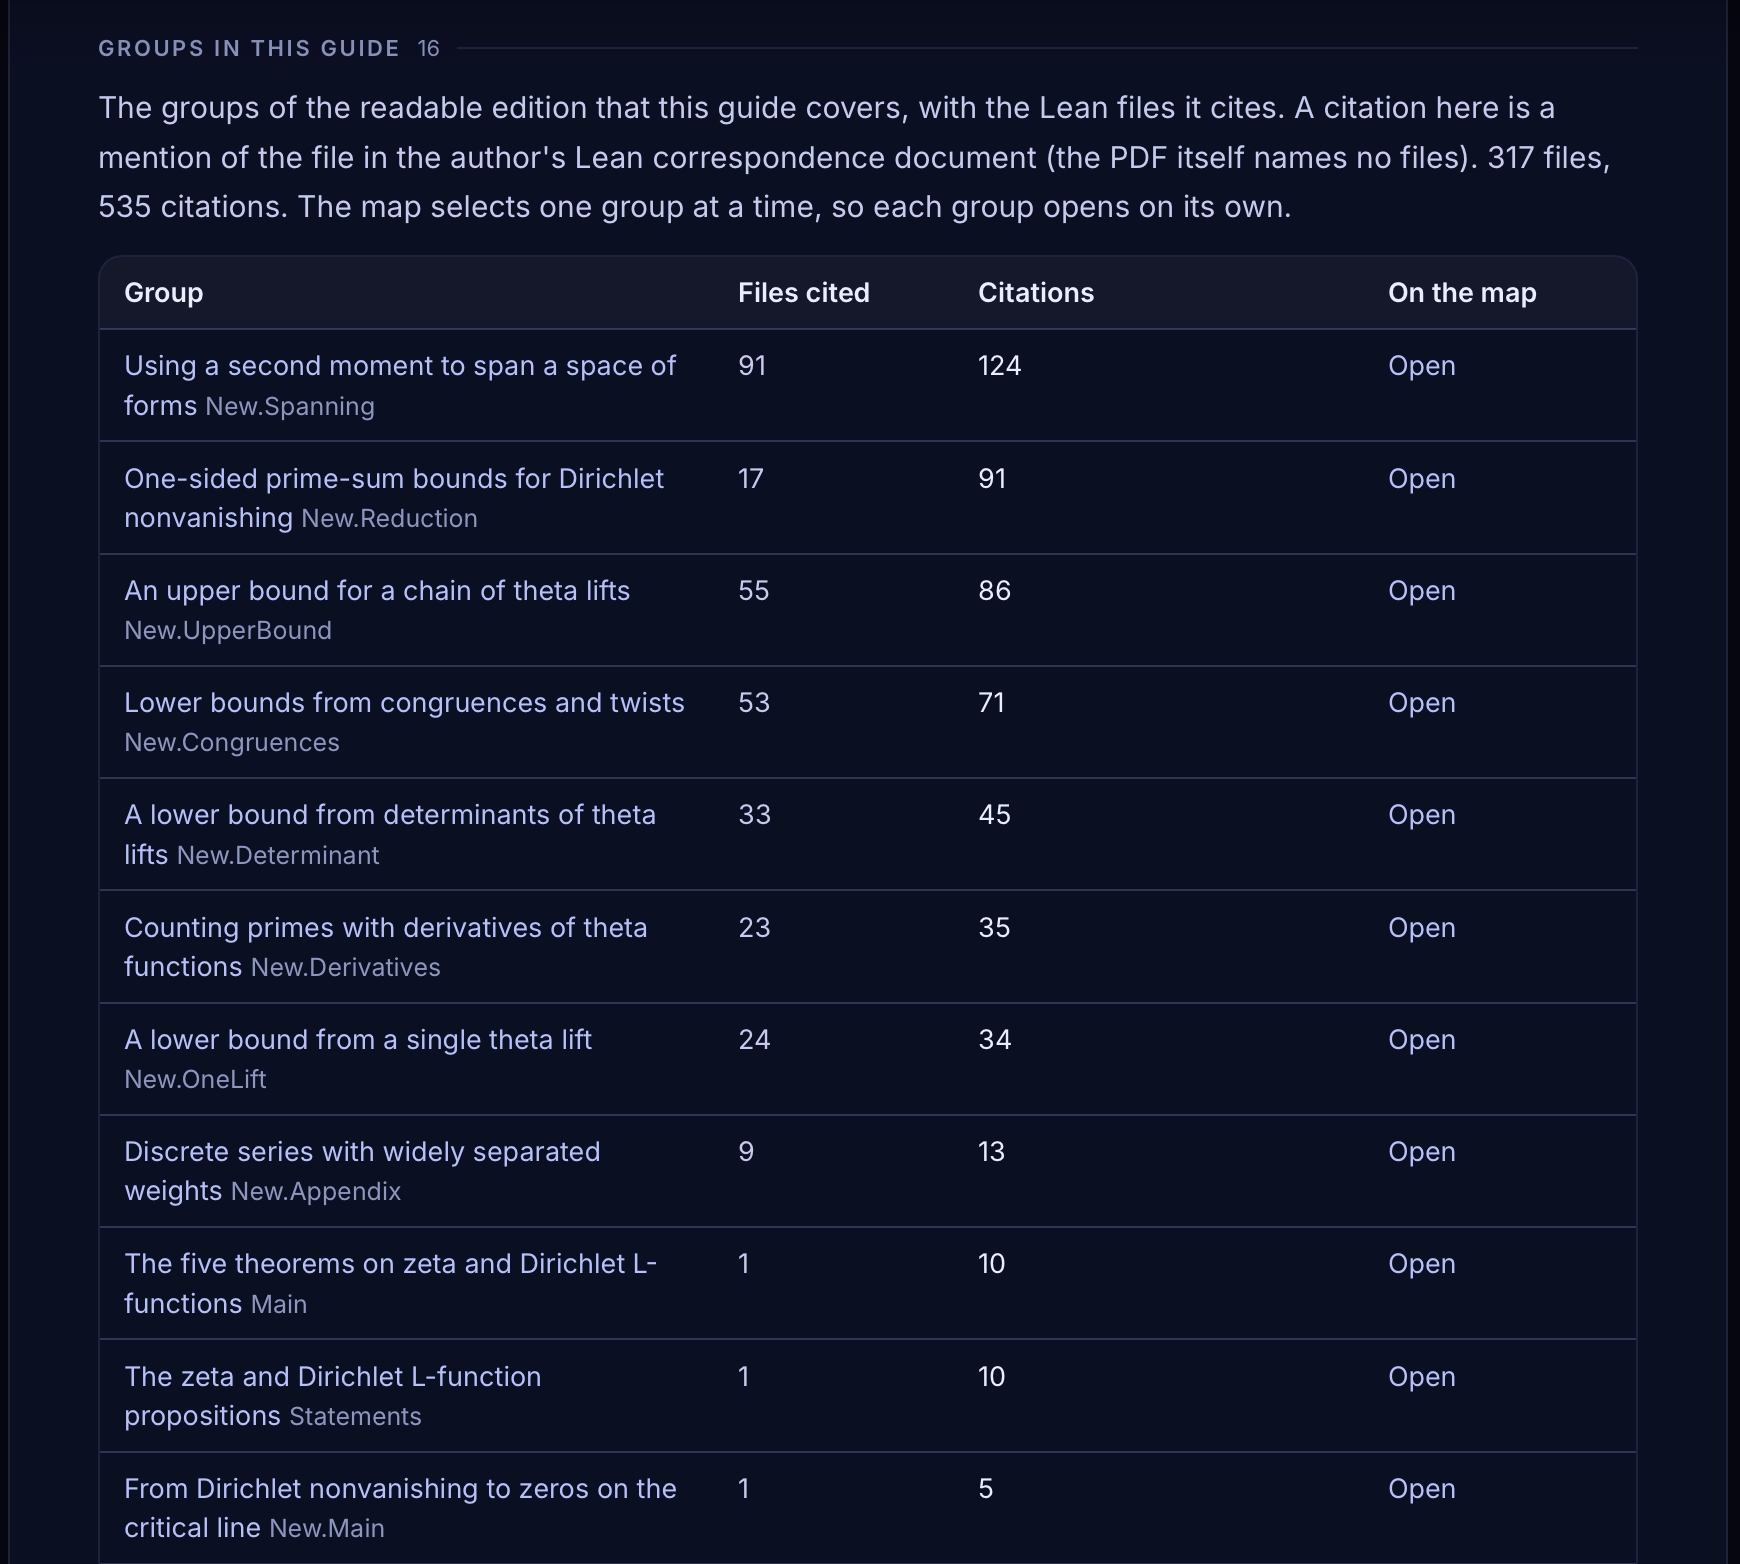 GROUPS IN THIS GUIDE 16
The groups of the readable edition that this guide covers, with the Lean files it cites. A citation here is a
mention of the file in the author's Lean correspondence document (the PDF itself names no files). 317 files,
535 citations. The map selects one group at a time, so each group opens on its own.
Group Files cited Citations On the map
Using a second moment to span a space of 91 124 Open
forms New.Spanning
One-sided prime-sum bounds for Dirichlet 17 91 Open
nonvanishing New.Reduction
An upper bound for a chain of theta lifts 55 86 Open
New.UpperBound
Lower bounds from congruences and twists 53 71 Open
New.Congruences
A lower bound from determinants of theta 33 45 Open
lifts New.Determinant
Counting primes with derivatives of theta 23 35 Open
functions New.Derivatives
A lower bound from a single theta lift 24 34 Open
New.OneLift
Discrete series with widely separated 9 13 Open
weights New.Appendix
The five theorems on zeta and Dirichlet L- 1 10 Open
functions Main
The zeta and Dirichlet L-function 1 10 Open
propositions Statements
From Dirichlet nonvanishing to zeros on the 1 5 Open
critical line New.Main